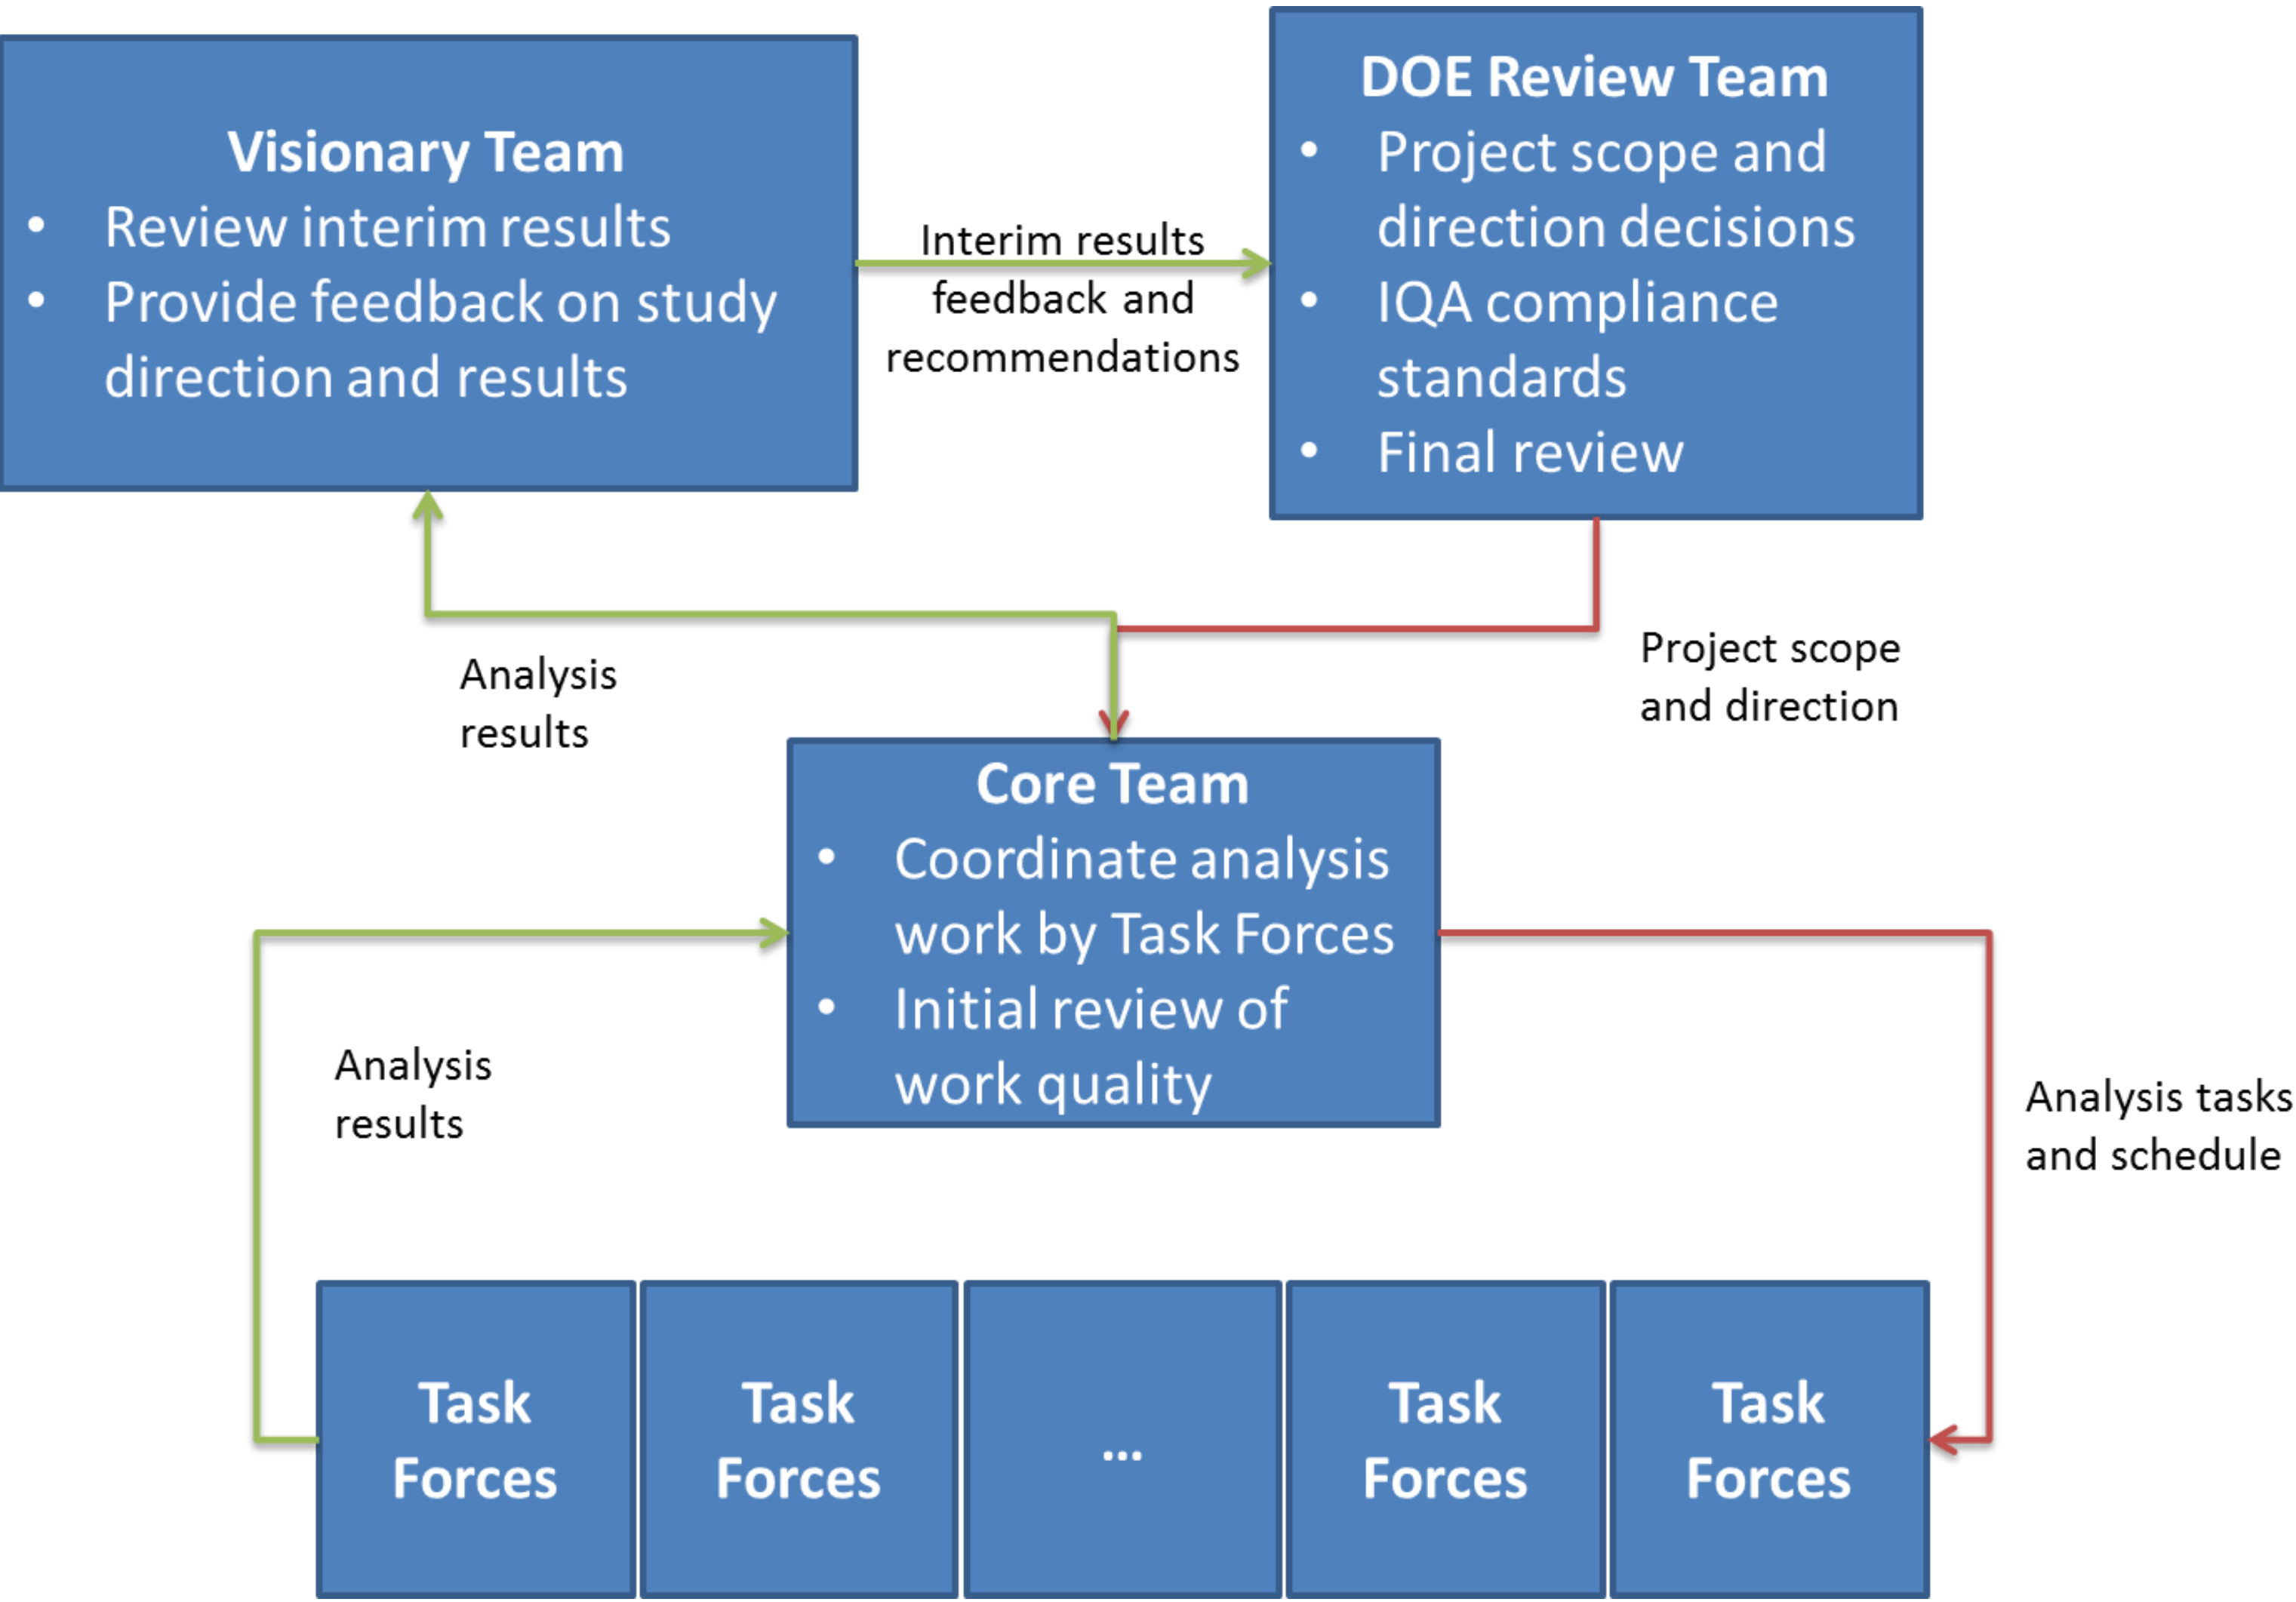 Visionary Team
• Review interim results
• Provide feedback on study
direction and results
Interim results
feedback and
recommendations
DOE Review Team
• Project scope and
direction decisions
• IQA compliance
standards
• Final review
Analysis
results
Project scope
and direction
Core Team
• Coordinate analysis
work by Task Forces
• Initial review of
work quality
Analysis
results
Analysis tasks
and schedule
Task
Forces
Task
Forces
...
Task
Forces
Task
Forces